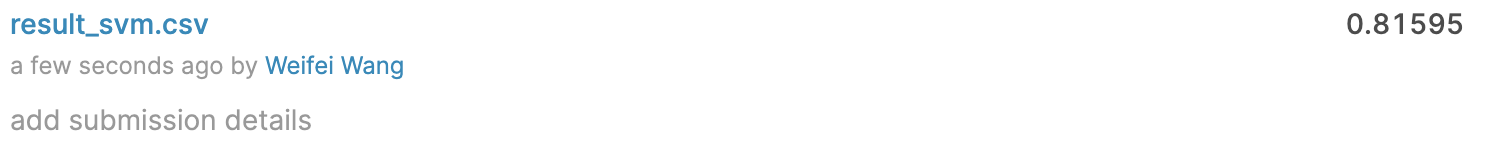 result_svm.csv 0.81595
a few seconds ago by Weifei Wang
add submission details